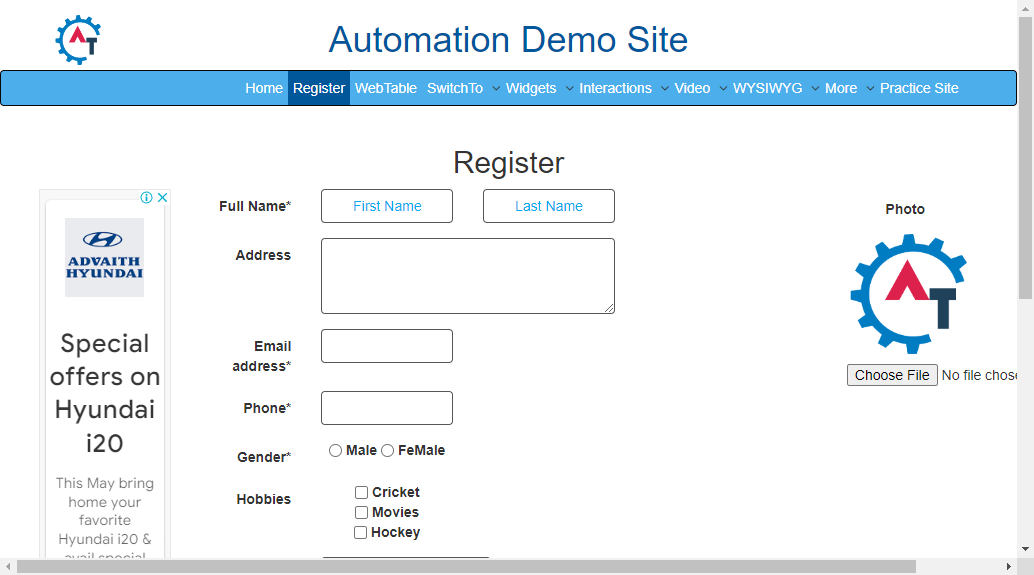 Automation Demo Site
Home Register WebTable SwitchTo Widgets Interactions Video WYSIWYG More Practice Site
Register
ADVAITH
HYUNDAI
Special
offers on
Hyundai
i20
This May bring
home your
favorite
Hyundai i20 &
avail special
Full Name*
First Name
Last Name
Address
Email
address*
Phone*
Gender*
Male FeMale
Hobbies
Cricket
Movies
Hockey
Photo
AT
Choose File No file chose